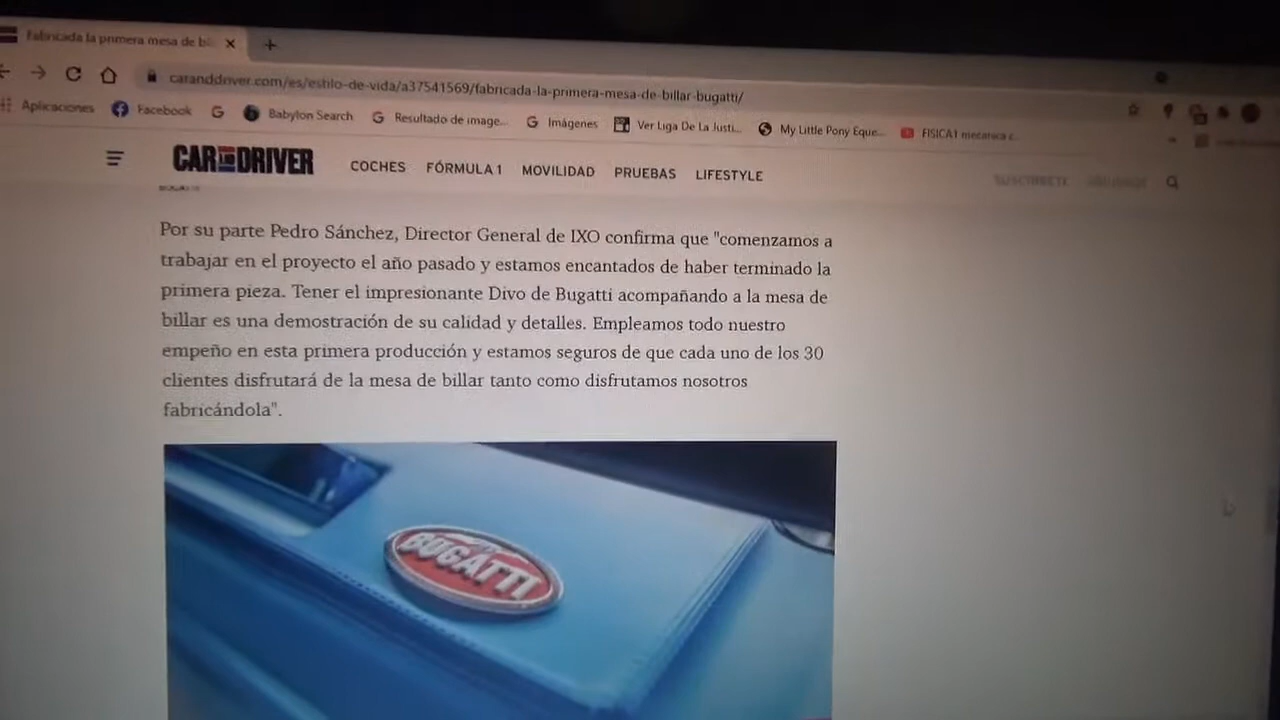 Fabricada la primera mesa de bi
caranddriver.com/es/estilo-de-vida/a37541569/fabricada-la-primera-mesa-de-billar-bugatti/
Aplicaciones Facebook Babylon Search Resultado de image... Imágenes Ver Liga De La Justi... My Little Pony Eque... FISICA1 mecanica c...
CAR AND DRIVER COCHES FÓRMULA 1 MOVILIDAD PRUEBAS LIFESTYLE SUSCRÍBETE
BUGATTI
Por su parte Pedro Sánchez, Director General de IXO confirma que "comenzamos a
trabajar en el proyecto el año pasado y estamos encantados de haber terminado la
primera pieza. Tener el impresionante Divo de Bugatti acompañando a la mesa de
billar es una demostración de su calidad y detalles. Empleamos todo nuestro
empeño en esta primera producción y estamos seguros de que cada uno de los 30
clientes disfrutará de la mesa de billar tanto como disfrutamos nosotros
fabricándola".
BUGATTI